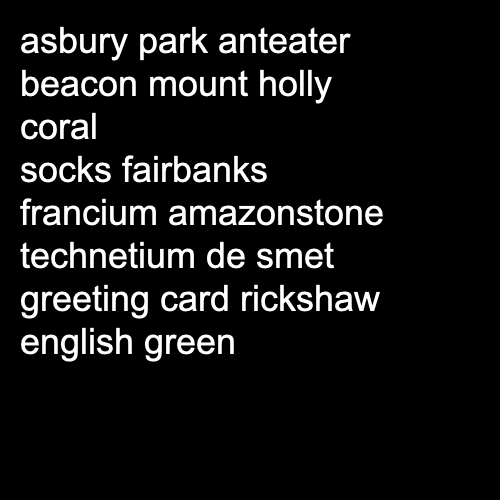 asbury park anteater
beacon mount holly
coral
socks fairbanks
francium amazonstone
technetium de smet
greeting card rickshaw
english green